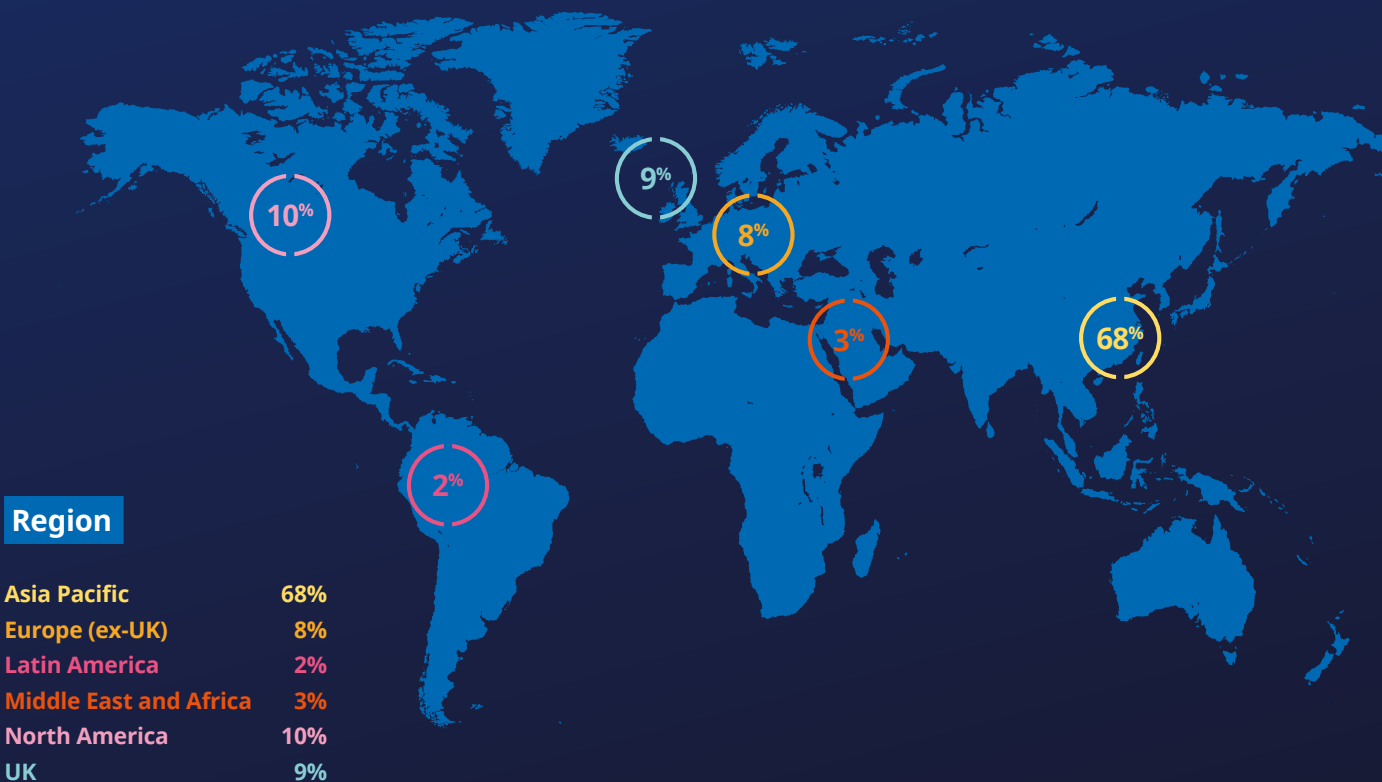 9%
10%
8%
3%
68%
2%
Region
Asia Pacific 68%
Europe (ex-UK) 8%
Latin America 2%
Middle East and Africa 3%
North America 10%
UK 9%